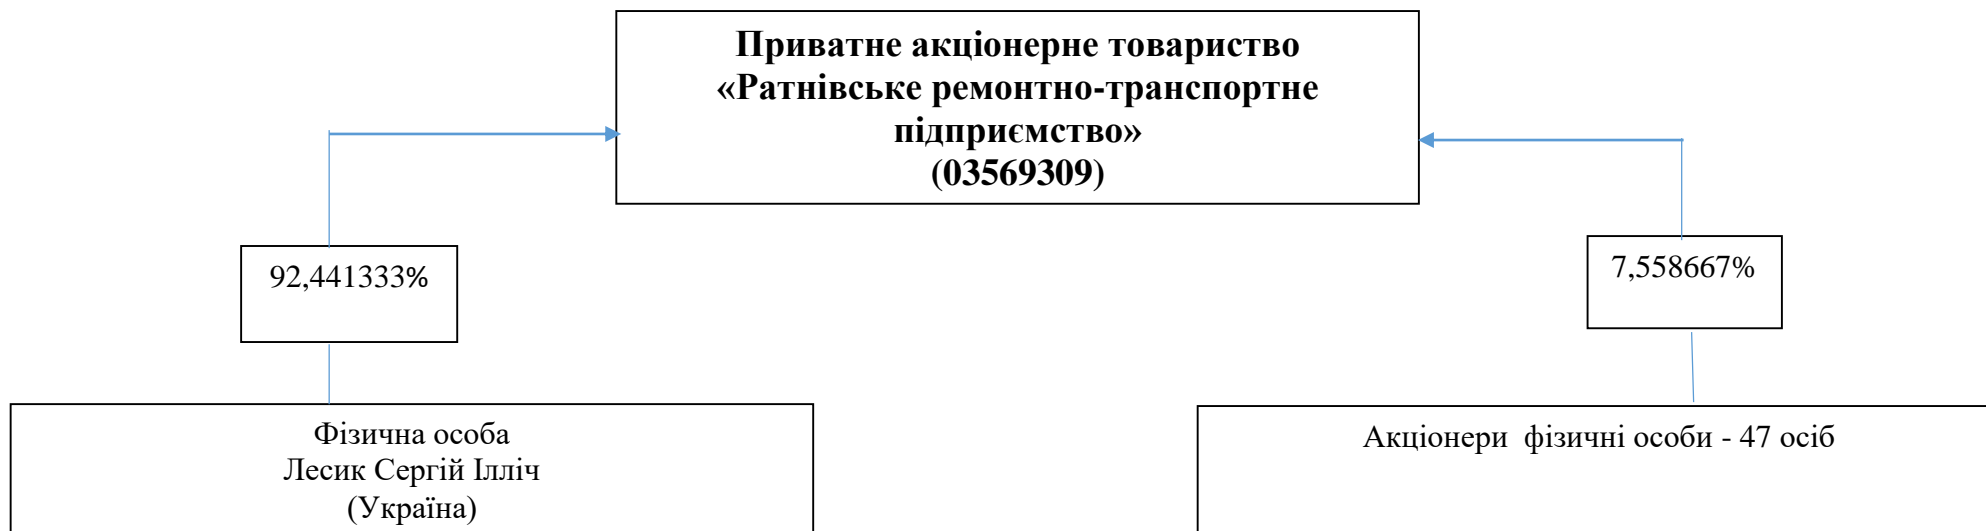 Приватне акціонерне товариство
«Ратнівське ремонтно-транспортне
підприємство»
(03569309)
92,441333%
7,558667%
Фізична особа
Лесик Сергій Ілліч
(Україна)
Акціонери фізичні особи - 47 осіб